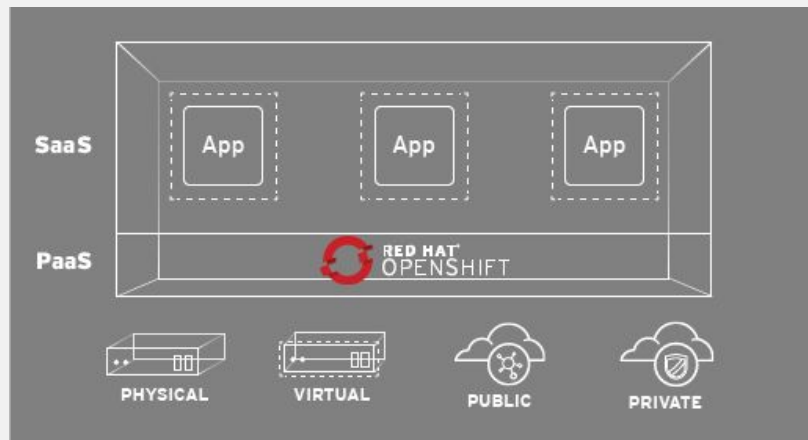 SaaS
App App App
PaaS
RED HAT®
OPENSHIFT
PHYSICAL VIRTUAL PUBLIC PRIVATE